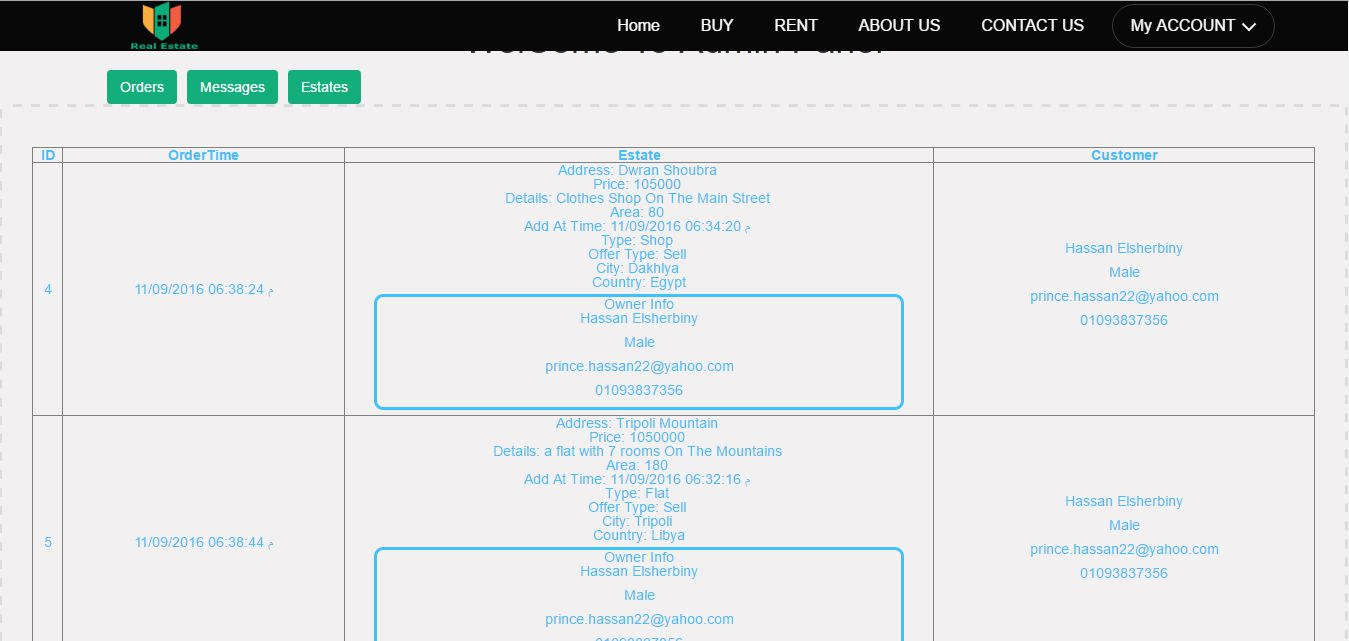 Real Estate
Home BUY RENT ABOUT US CONTACT US My ACCOUNT
Welcome To Admin Panel
Orders Messages Estates
ID OrderTime Estate Customer
4
11/09/2016 06:38:24 م
Address: Dwran Shoubra
Price: 105000
Details: Clothes Shop On The Main Street
Area: 80
Add At Time: 11/09/2016 06:34:20 م
Type: Shop
Offer Type: Sell
City: Dakhlya
Country: Egypt
Owner Info
Hassan Elsherbiny
Male
prince.hassan22@yahoo.com
01093837356
Hassan Elsherbiny
Male
prince.hassan22@yahoo.com
01093837356
5
11/09/2016 06:38:44 م
Address: Tripoli Mountain
Price: 1050000
Details: a flat with 7 rooms On The Mountains
Area: 180
Add At Time: 11/09/2016 06:32:16 م
Type: Flat
Offer Type: Sell
City: Tripoli
Country: Libya
Owner Info
Hassan Elsherbiny
Male
prince.hassan22@yahoo.com
Hassan Elsherbiny
Male
prince.hassan22@yahoo.com
01093837356